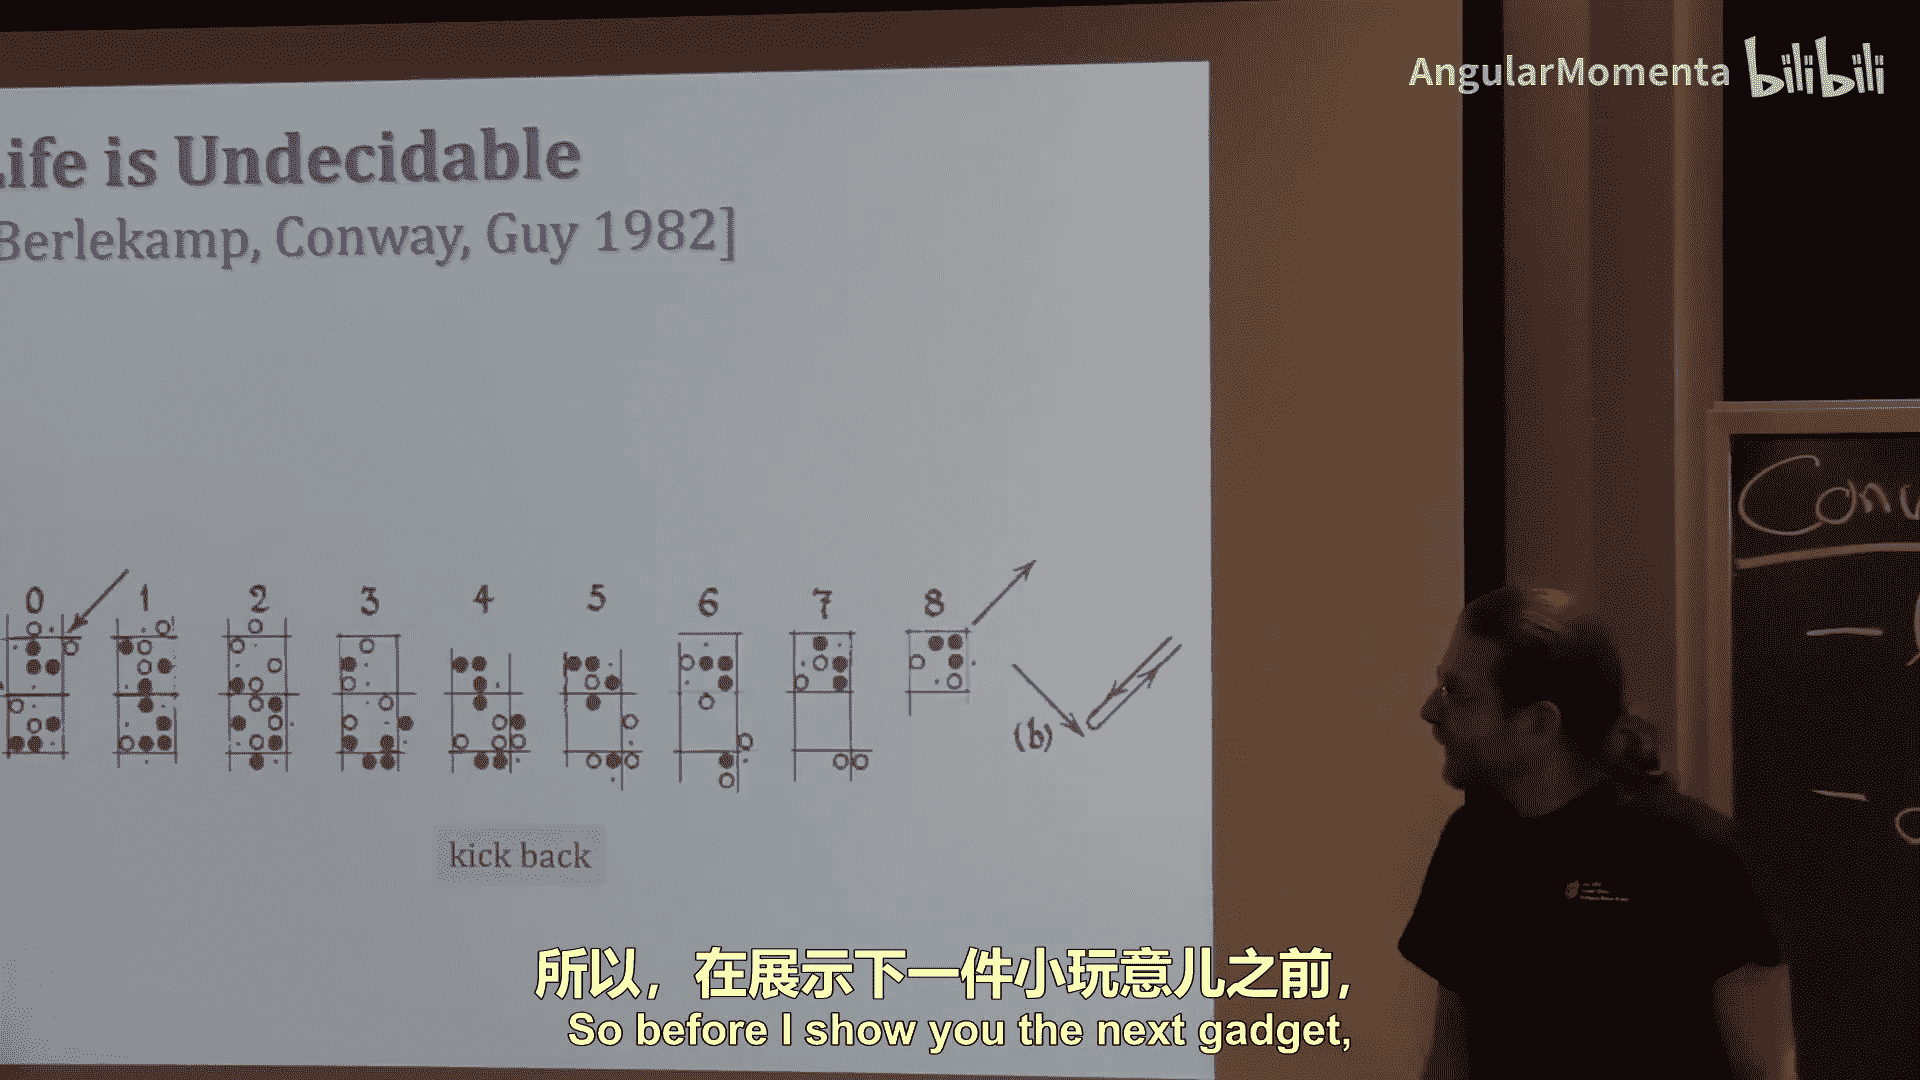 AngularMomenta bilibili
Life is Undecidable
Berlekamp, Conway, Guy 1982]
0 1 2 3 4 5 6 7 8
(b)
kick back
所以，在展示下一件小玩意儿之前，
So before I show you the next gadget,